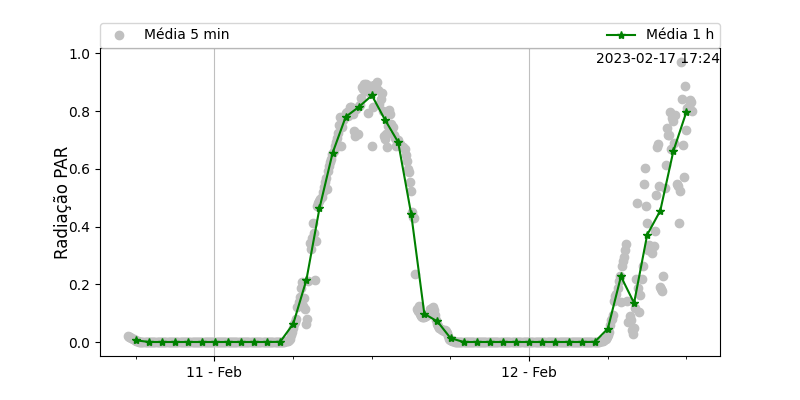 Média 5 min
Média 1 h
2023-02-17 17:24
Radiação PAR
1.0
0.8
0.6
0.4
0.2
0.0
11 - Feb
12 - Feb